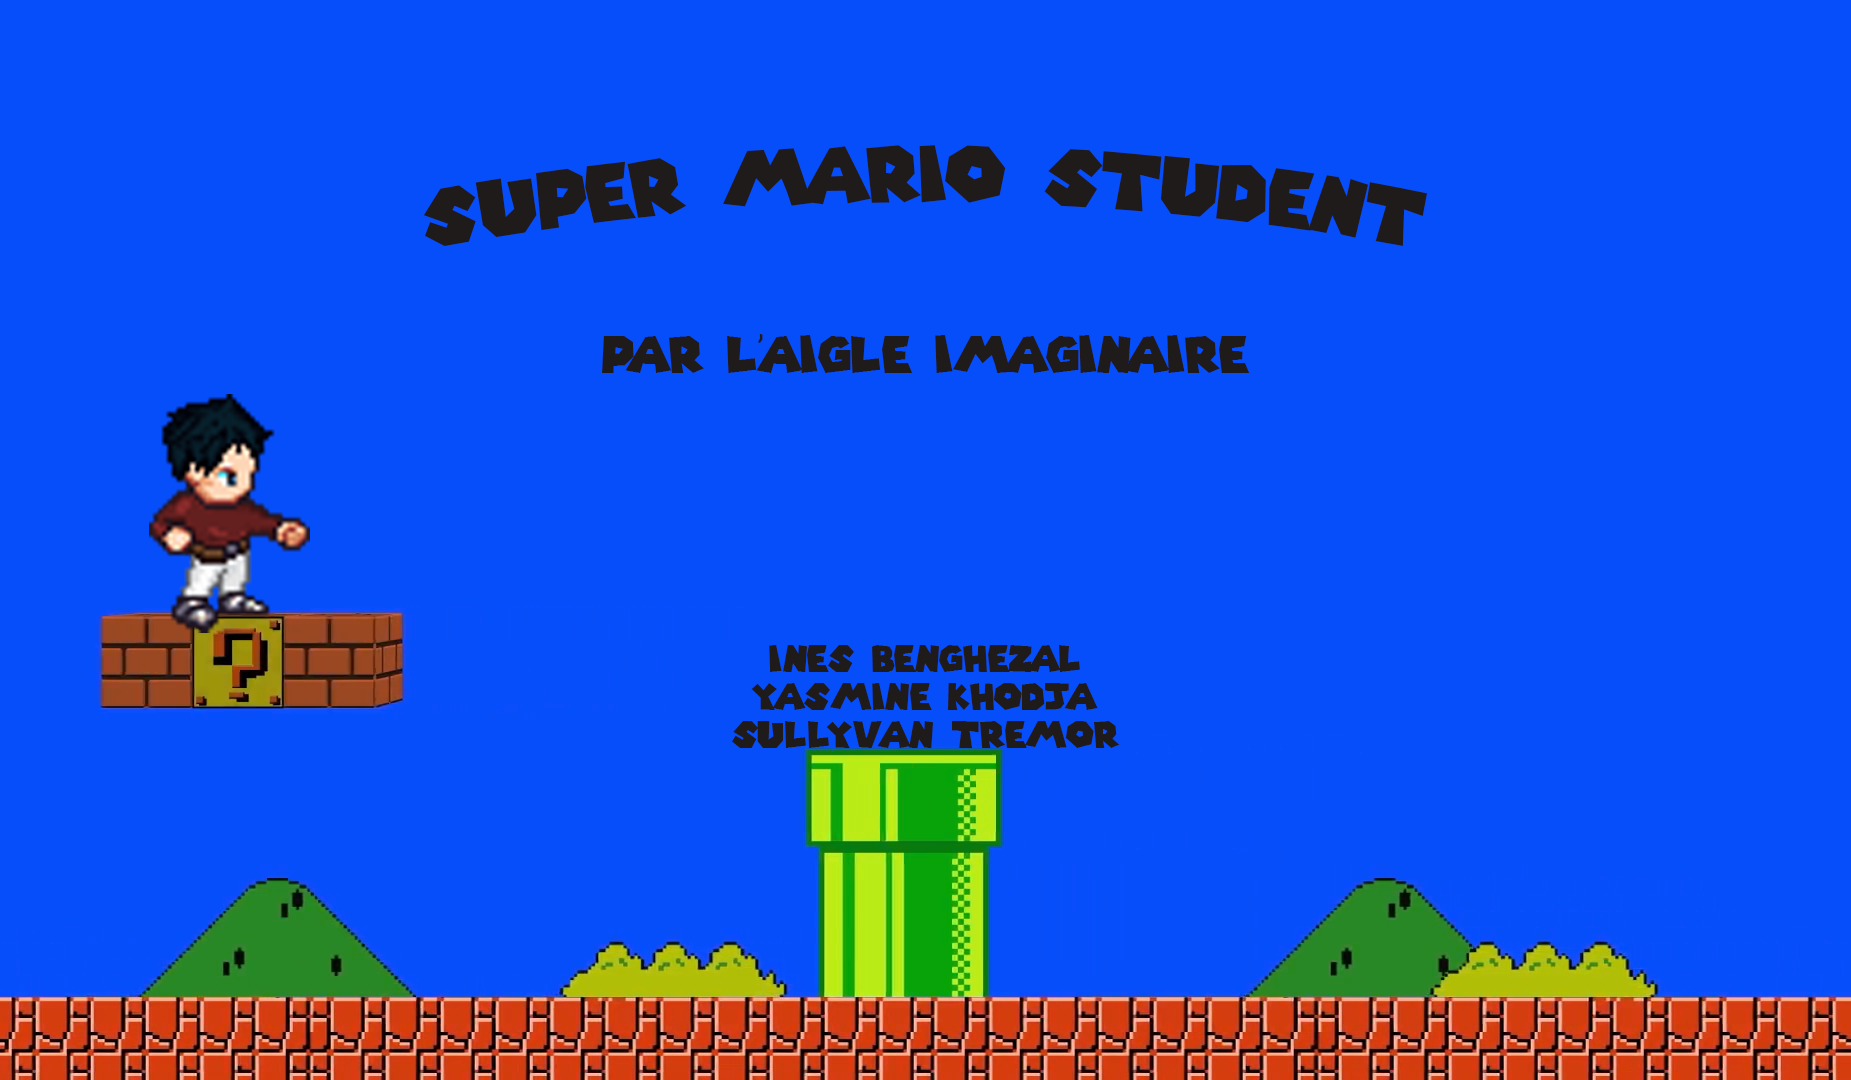 SUPER MARIO STUDENT
PAR L'AIGLE IMAGINAIRE
INES BENGHEZAL
YASMINE KHODJA
SULLYVAN TREMOR
?